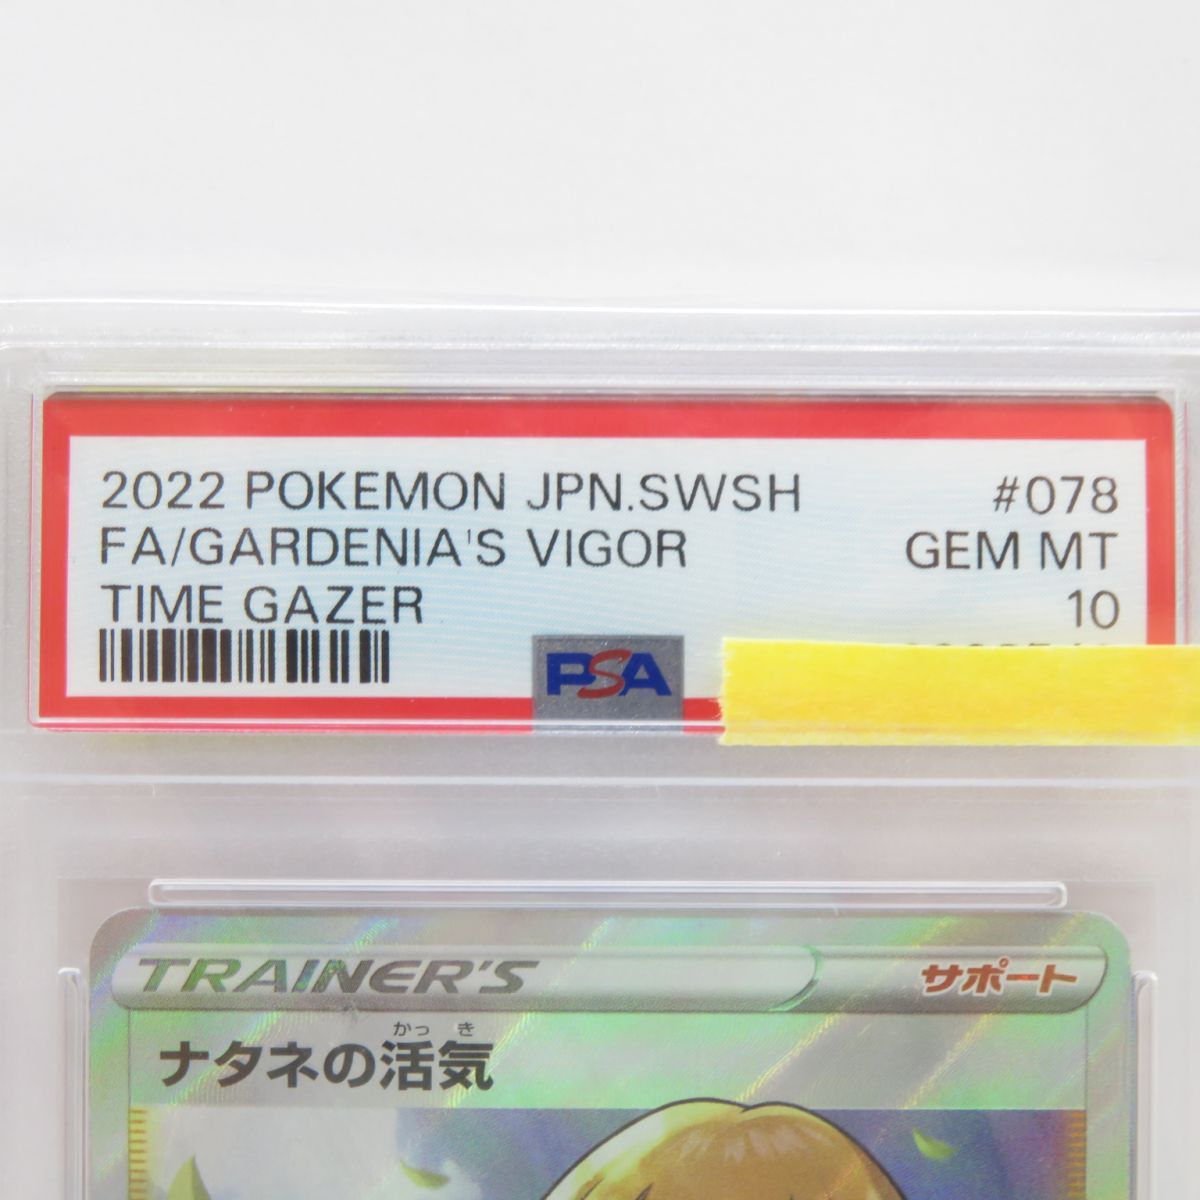 2022 POKEMON JPN.SWSH #078
FA/GARDENIA'S VIGOR GEM MT
TIME GAZER 10
PSA
TRAINER'S サポート
かっき
ナタネの活気